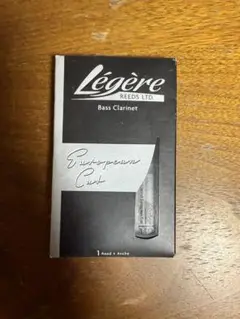 Légère
REEDS LTD.
Bass Clarinet
European
Cut